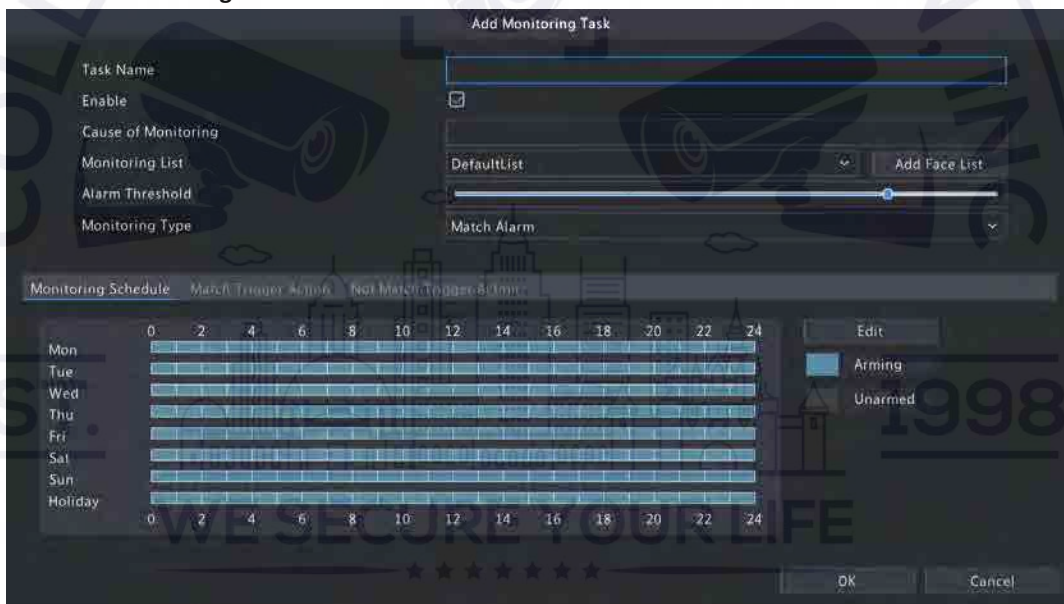 Add Monitoring Task
Task Name
Enable
Cause of Monitoring
Monitoring List DefaultList Add Face List
Alarm Threshold
Monitoring Type Match Alarm
Monitoring Schedule Match Trigger Action Not Match Trigger
0 2 4 6 8 10 12 14 16 18 20 22 24 Edit
Mon
Tue Arming
Wed
Thu Unarmed
Fri
Sat
Sun
Holiday
0 2 4 6 8 10 12 14 16 18 20 22 24
1998
WE SECURE YOUR LIFE
OK Cancel